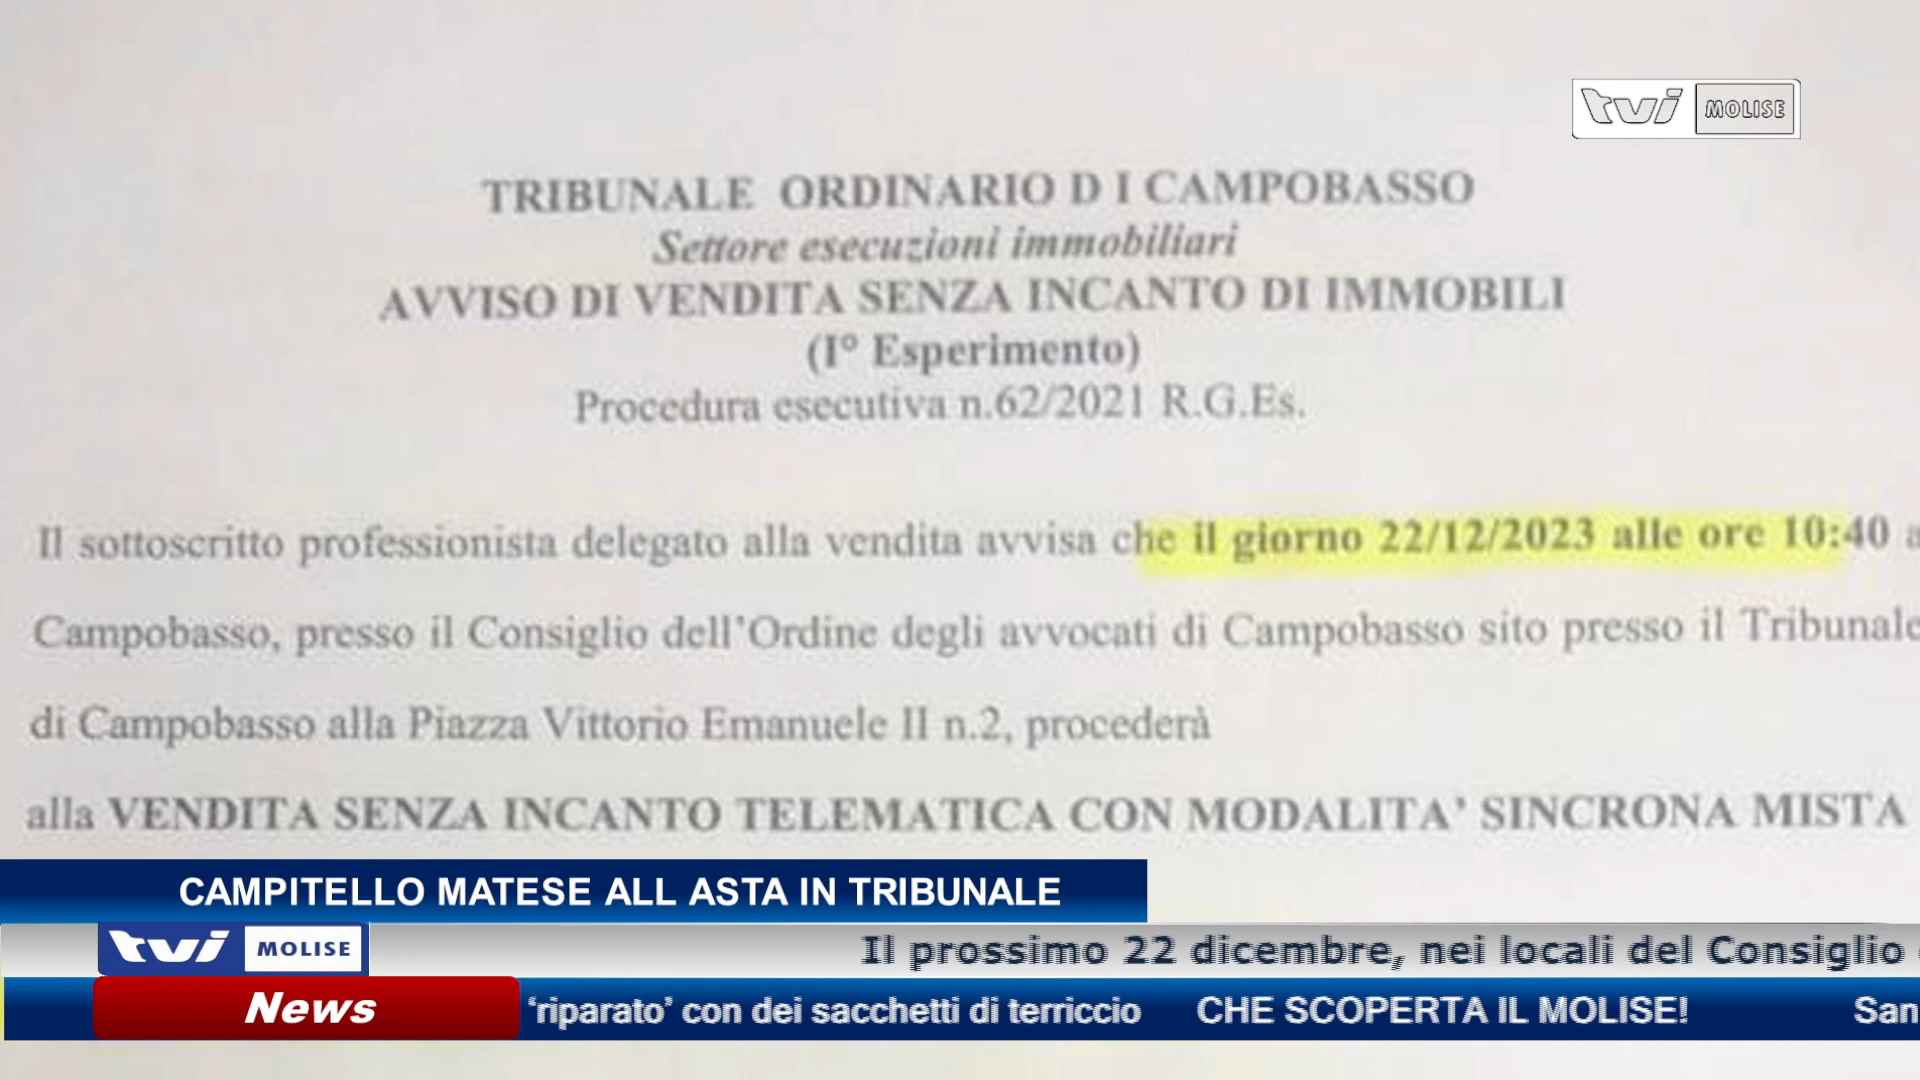 tvi MOLISE
TRIBUNALE ORDINARIO D I CAMPOBASSO
Settore esecuzioni immobiliari
AVVISO DI VENDITA SENZA INCANTO DI IMMOBILI
(I° Esperimento)
Procedura esecutiva n.62/2021 R.G.Es.
Il sottoscritto professionista delegato alla vendita avvisa che il giorno 22/12/2023 alle ore 10:40 a
Campobasso, presso il Consiglio dell'Ordine degli avvocati di Campobasso sito presso il Tribunale
di Campobasso alla Piazza Vittorio Emanuele II n.2, procederà
alla VENDITA SENZA INCANTO TELEMATICA CON MODALITA' SINCRONA MISTA
CAMPITELLO MATESE ALL ASTA IN TRIBUNALE
tvi MOLISE Il prossimo 22 dicembre, nei locali del Consiglio
News ‘riparato’ con dei sacchetti di terriccio CHE SCOPERTA IL MOLISE! San